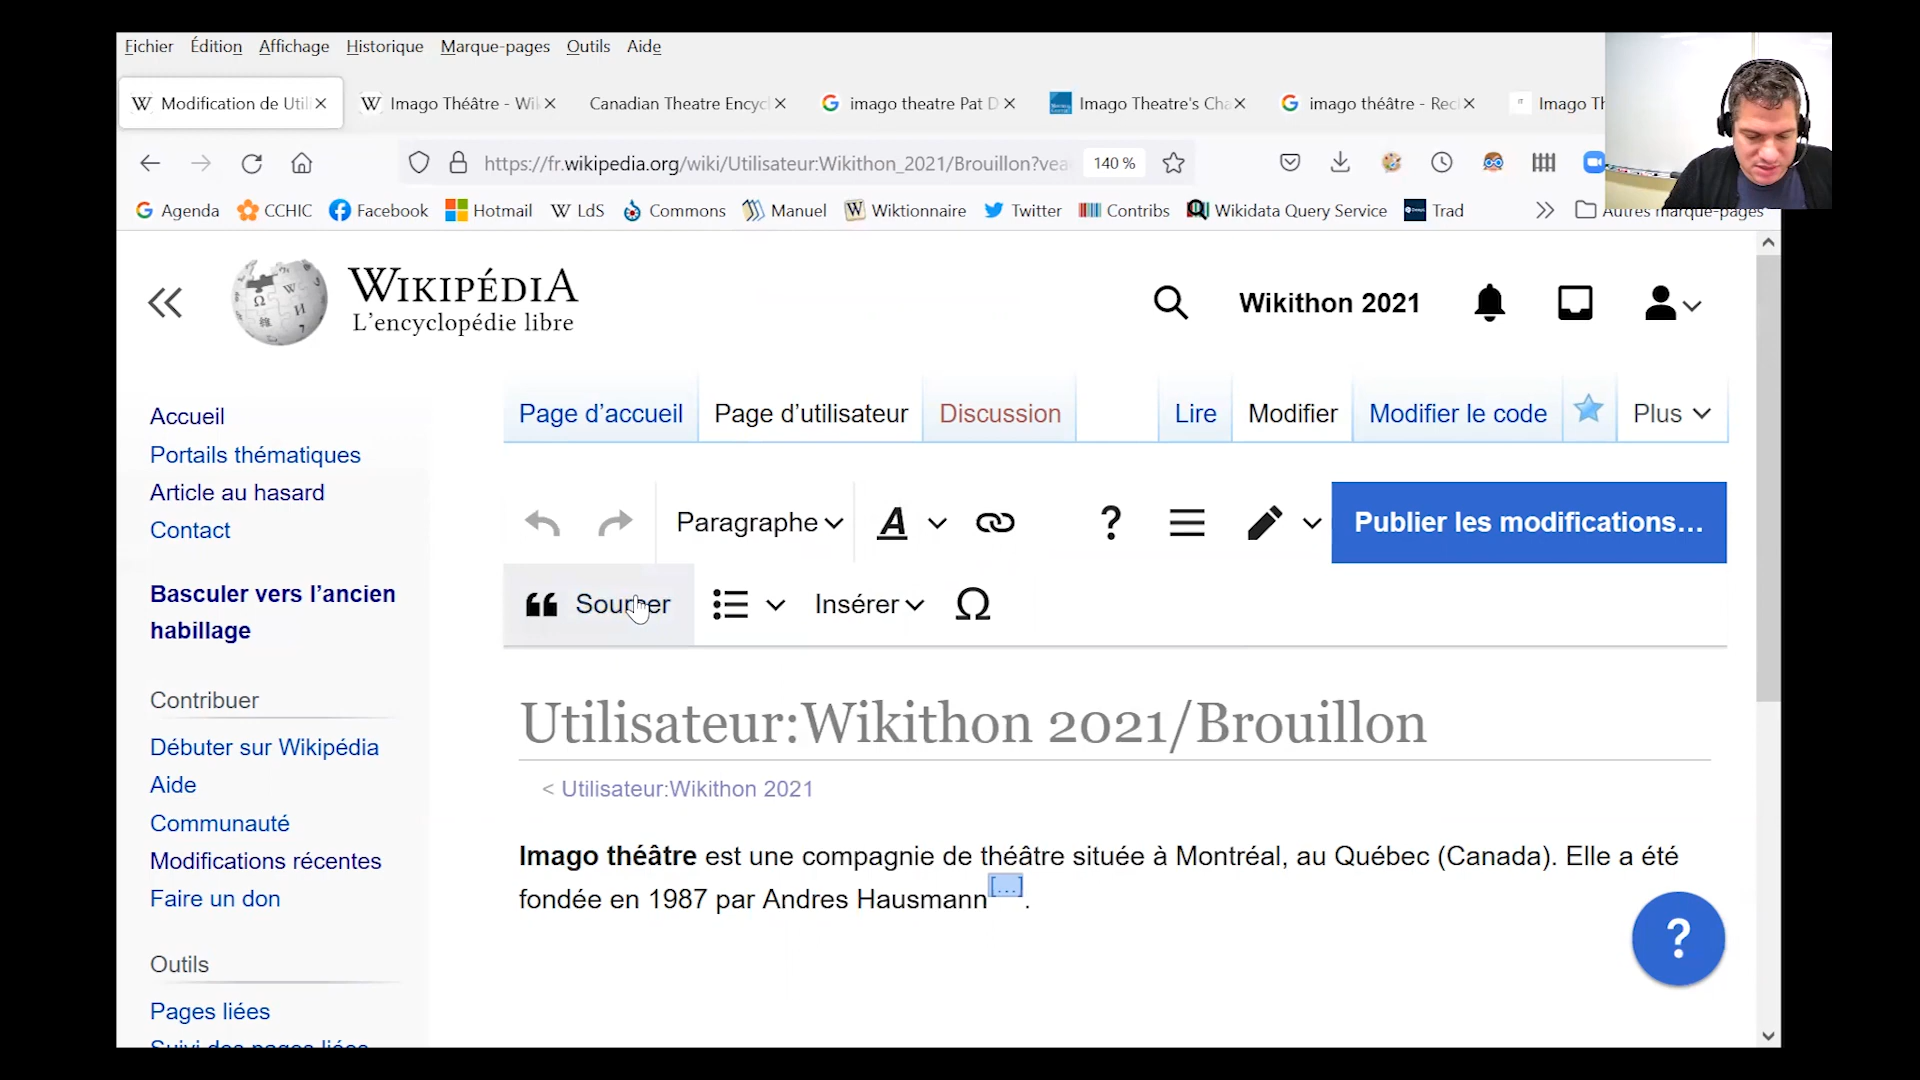 Fichier Édition Affichage Historique Marque-pages Outils Aide
Modification de Util Imago Théâtre - Wik Canadian Theatre Encyc imago theatre Pat D Imago Theatre's Cha imago théâtre - Rec Imago Th
https://fr.wikipedia.org/wiki/Utilisateur:Wikithon_2021/Brouillon?vea 140 %
Agenda CCHIC Facebook Hotmail LdS Commons Manuel Wiktionnaire Twitter Contribs Wikidata Query Service Trad Autres marque-pages
WIKIPÉDIA
L'encyclopédie libre
Wikithon 2021
Page d'accueil Page d'utilisateur Discussion Lire Modifier Modifier le code Plus
Accueil
Portails thématiques
Article au hasard
Contact
Basculer vers l'ancien
habillage
Contribuer
Débuter sur Wikipédia
Aide
Communauté
Modifications récentes
Faire un don
Outils
Pages liées
Suivi des pages liées
Paragraphe A ? Publier les modifications…
Sourcer Insérer Ω
Utilisateur:Wikithon 2021/Brouillon
< Utilisateur:Wikithon 2021
Imago théâtre est une compagnie de théâtre située à Montréal, au Québec (Canada). Elle a été
fondée en 1987 par Andres Hausmann[...].
?